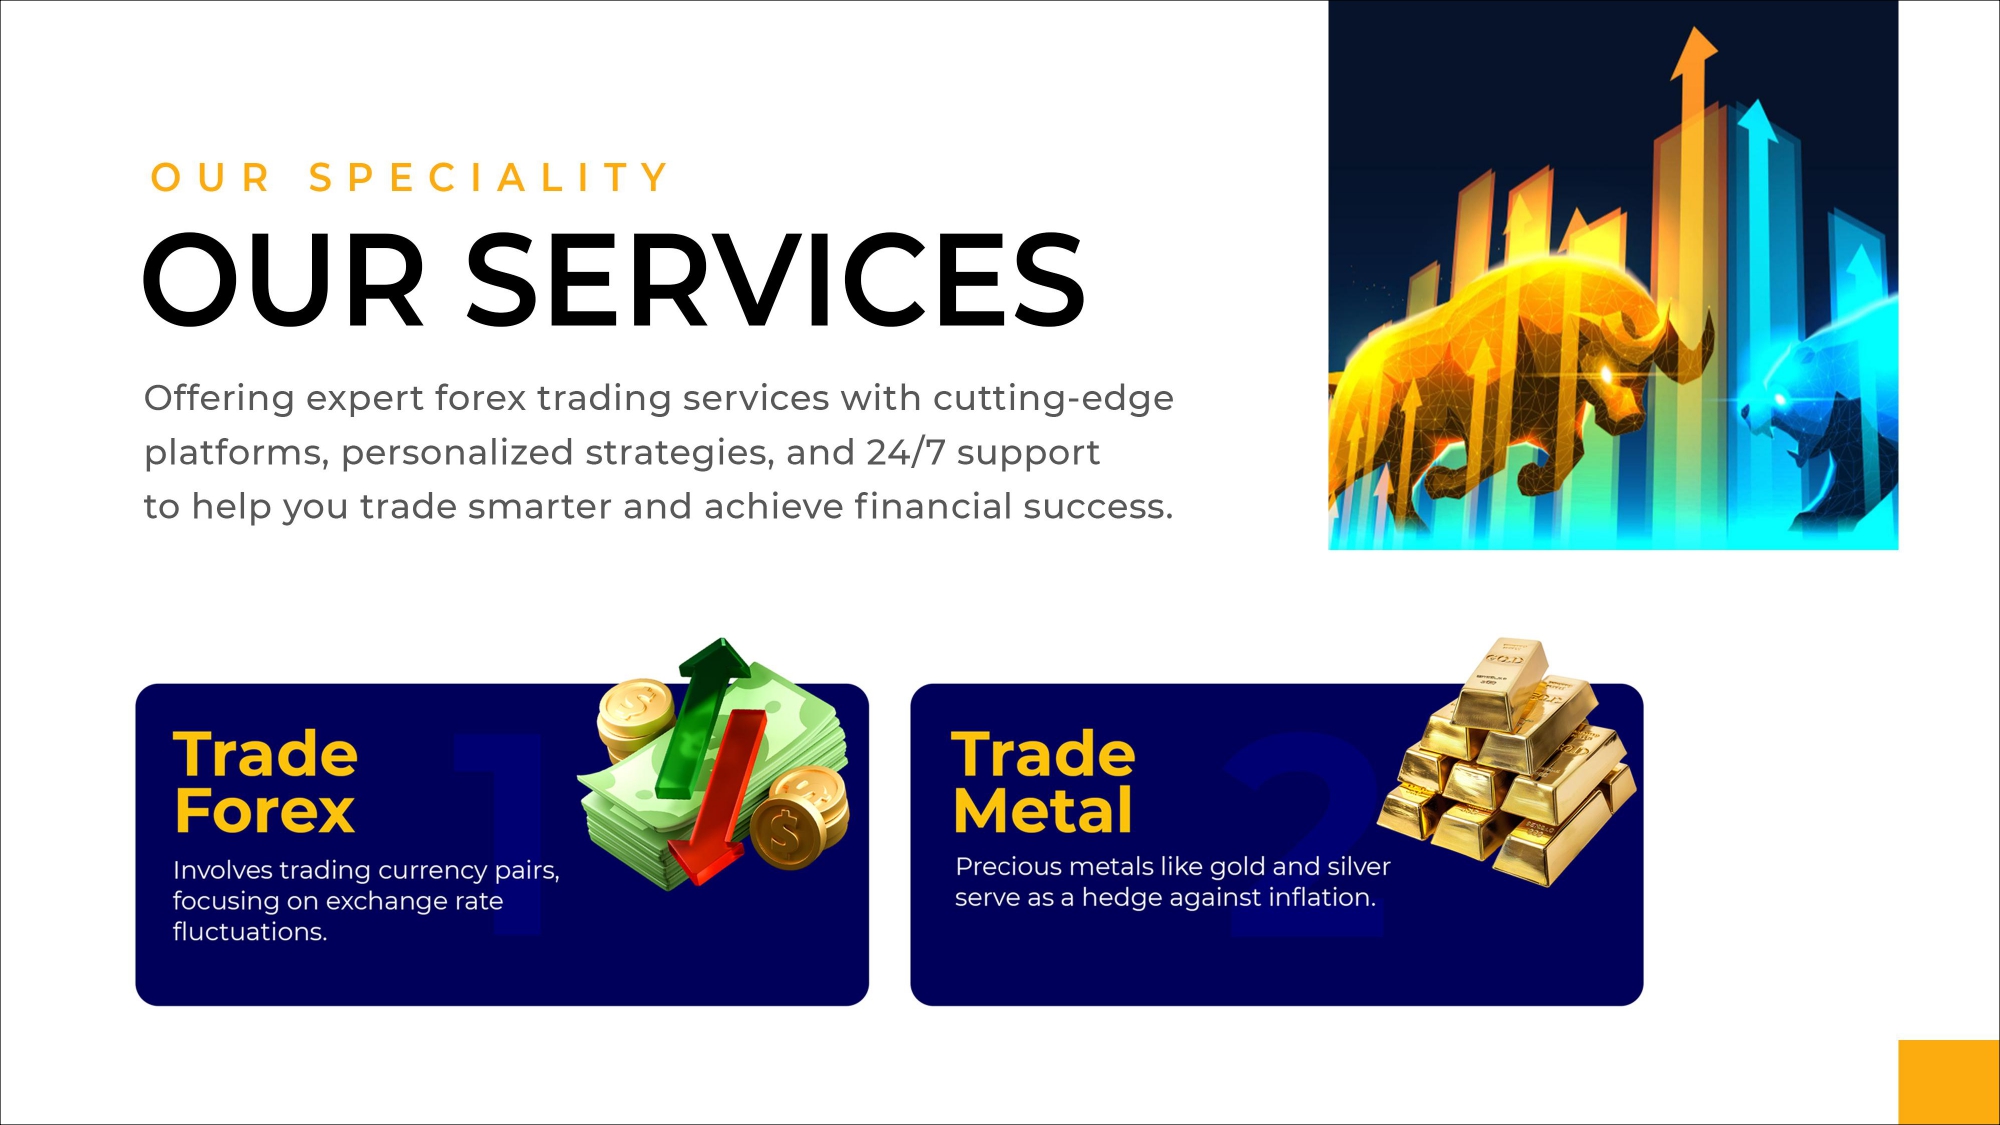 OUR SPECIALITY
OUR SERVICES
Offering expert forex trading services with cutting-edge
platforms, personalized strategies, and 24/7 support
to help you trade smarter and achieve financial success.
1
Trade
Forex
Involves trading currency pairs,
focusing on exchange rate
fluctuations.
2
Trade
Metal
Precious metals like gold and silver
serve as a hedge against inflation.
GOLD